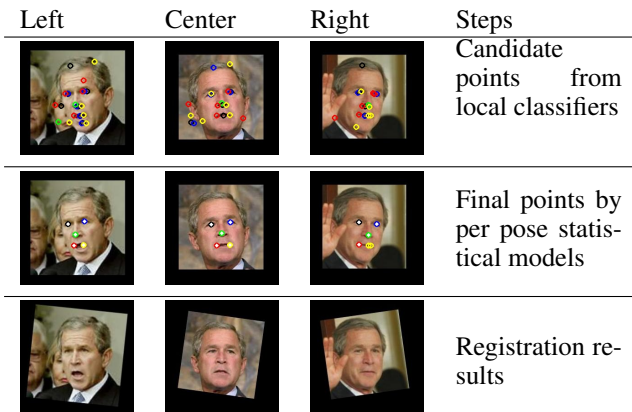 Left Center Right Steps
Candidate
points from
local classifiers
Final points by
per pose statis-
tical models
Registration re-
sults